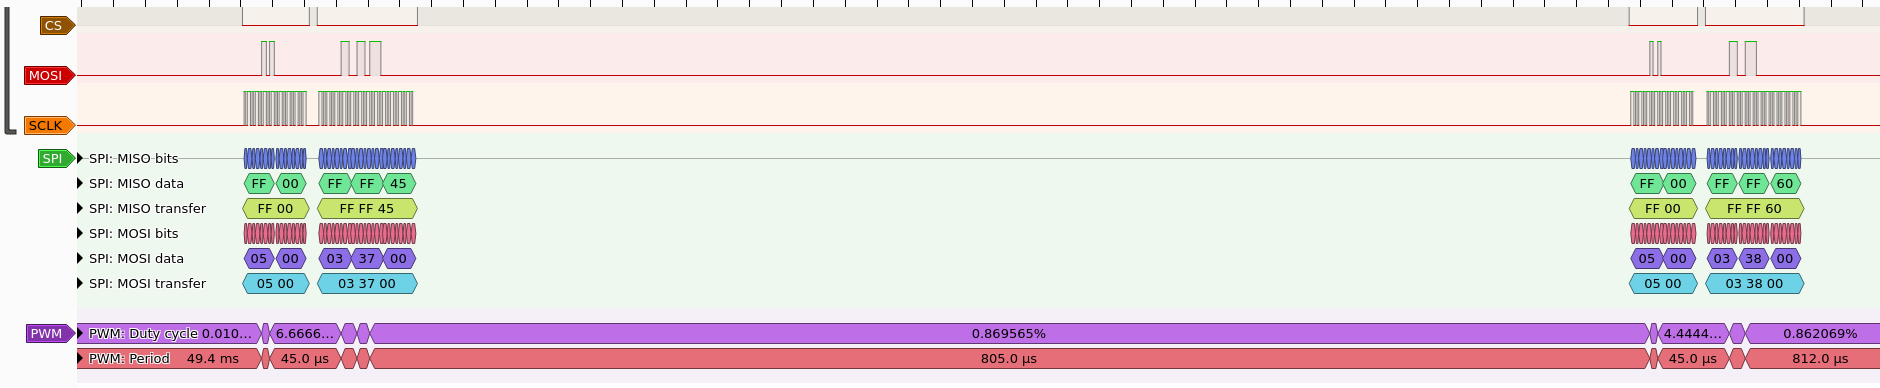 CS
MOSI
SCLK
SPI
SPI: MISO bits
SPI: MISO data FF 00 FF FF 45 FF 00 FF FF 60
SPI: MISO transfer FF 00 FF FF 45 FF 00 FF FF 60
SPI: MOSI bits
SPI: MOSI data 05 00 03 37 00 05 00 03 38 00
SPI: MOSI transfer 05 00 03 37 00 05 00 03 38 00
PWM PWM: Duty cycle 0.010... 6.6666... 0.869565% 4.4444... 0.862069%
PWM: Period 49.4 ms 45.0 µs 805.0 µs 45.0 µs 812.0 µs